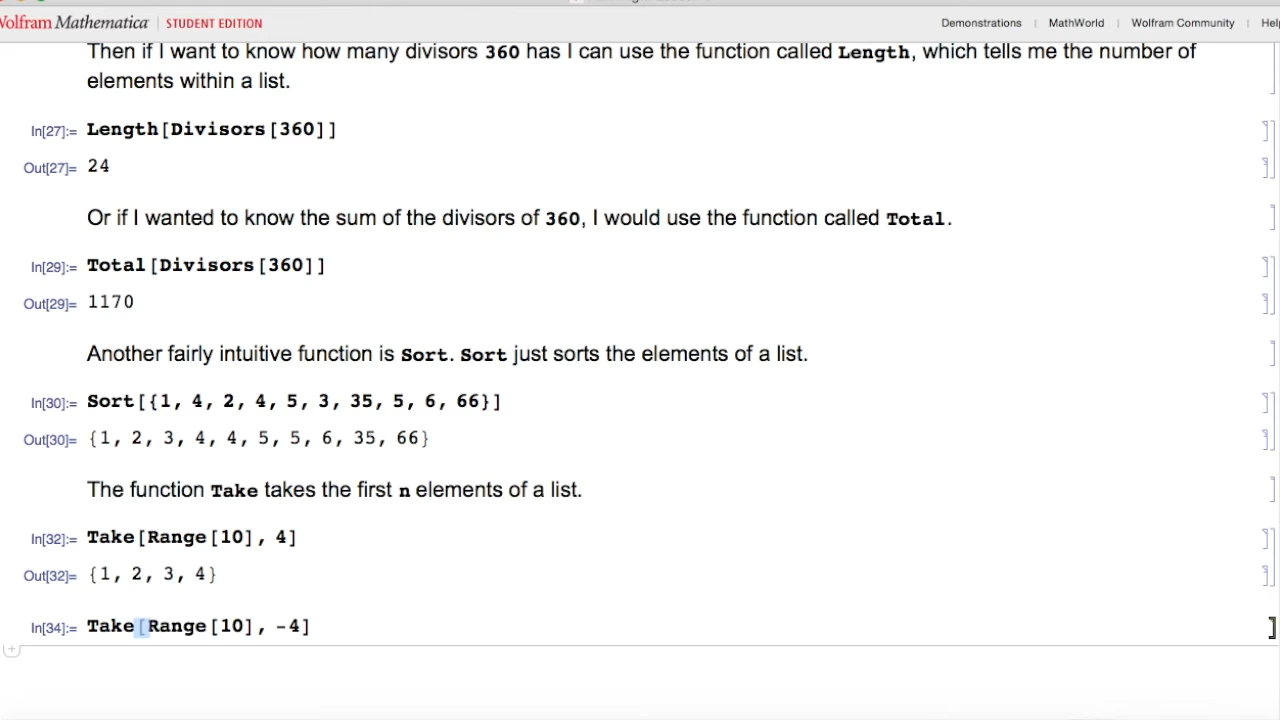 Wolfram Mathematica | STUDENT EDITION Demonstrations | MathWorld | Wolfram Community |
Then if I want to know how many divisors 360 has I can use the function called Length, which tells me the number of
elements within a list.
In[27]:= Length[Divisors[360]]
Out[27]= 24
Or if I wanted to know the sum of the divisors of 360, I would use the function called Total.
In[29]:= Total[Divisors[360]]
Out[29]= 1170
Another fairly intuitive function is Sort. Sort just sorts the elements of a list.
In[30]:= Sort[{1, 4, 2, 4, 5, 3, 35, 5, 6, 66}]
Out[30]= {1, 2, 3, 4, 4, 5, 5, 6, 35, 66}
The function Take takes the first n elements of a list.
In[32]:= Take[Range[10], 4]
Out[32]= {1, 2, 3, 4}
In[34]:= Take[Range[10], -4]